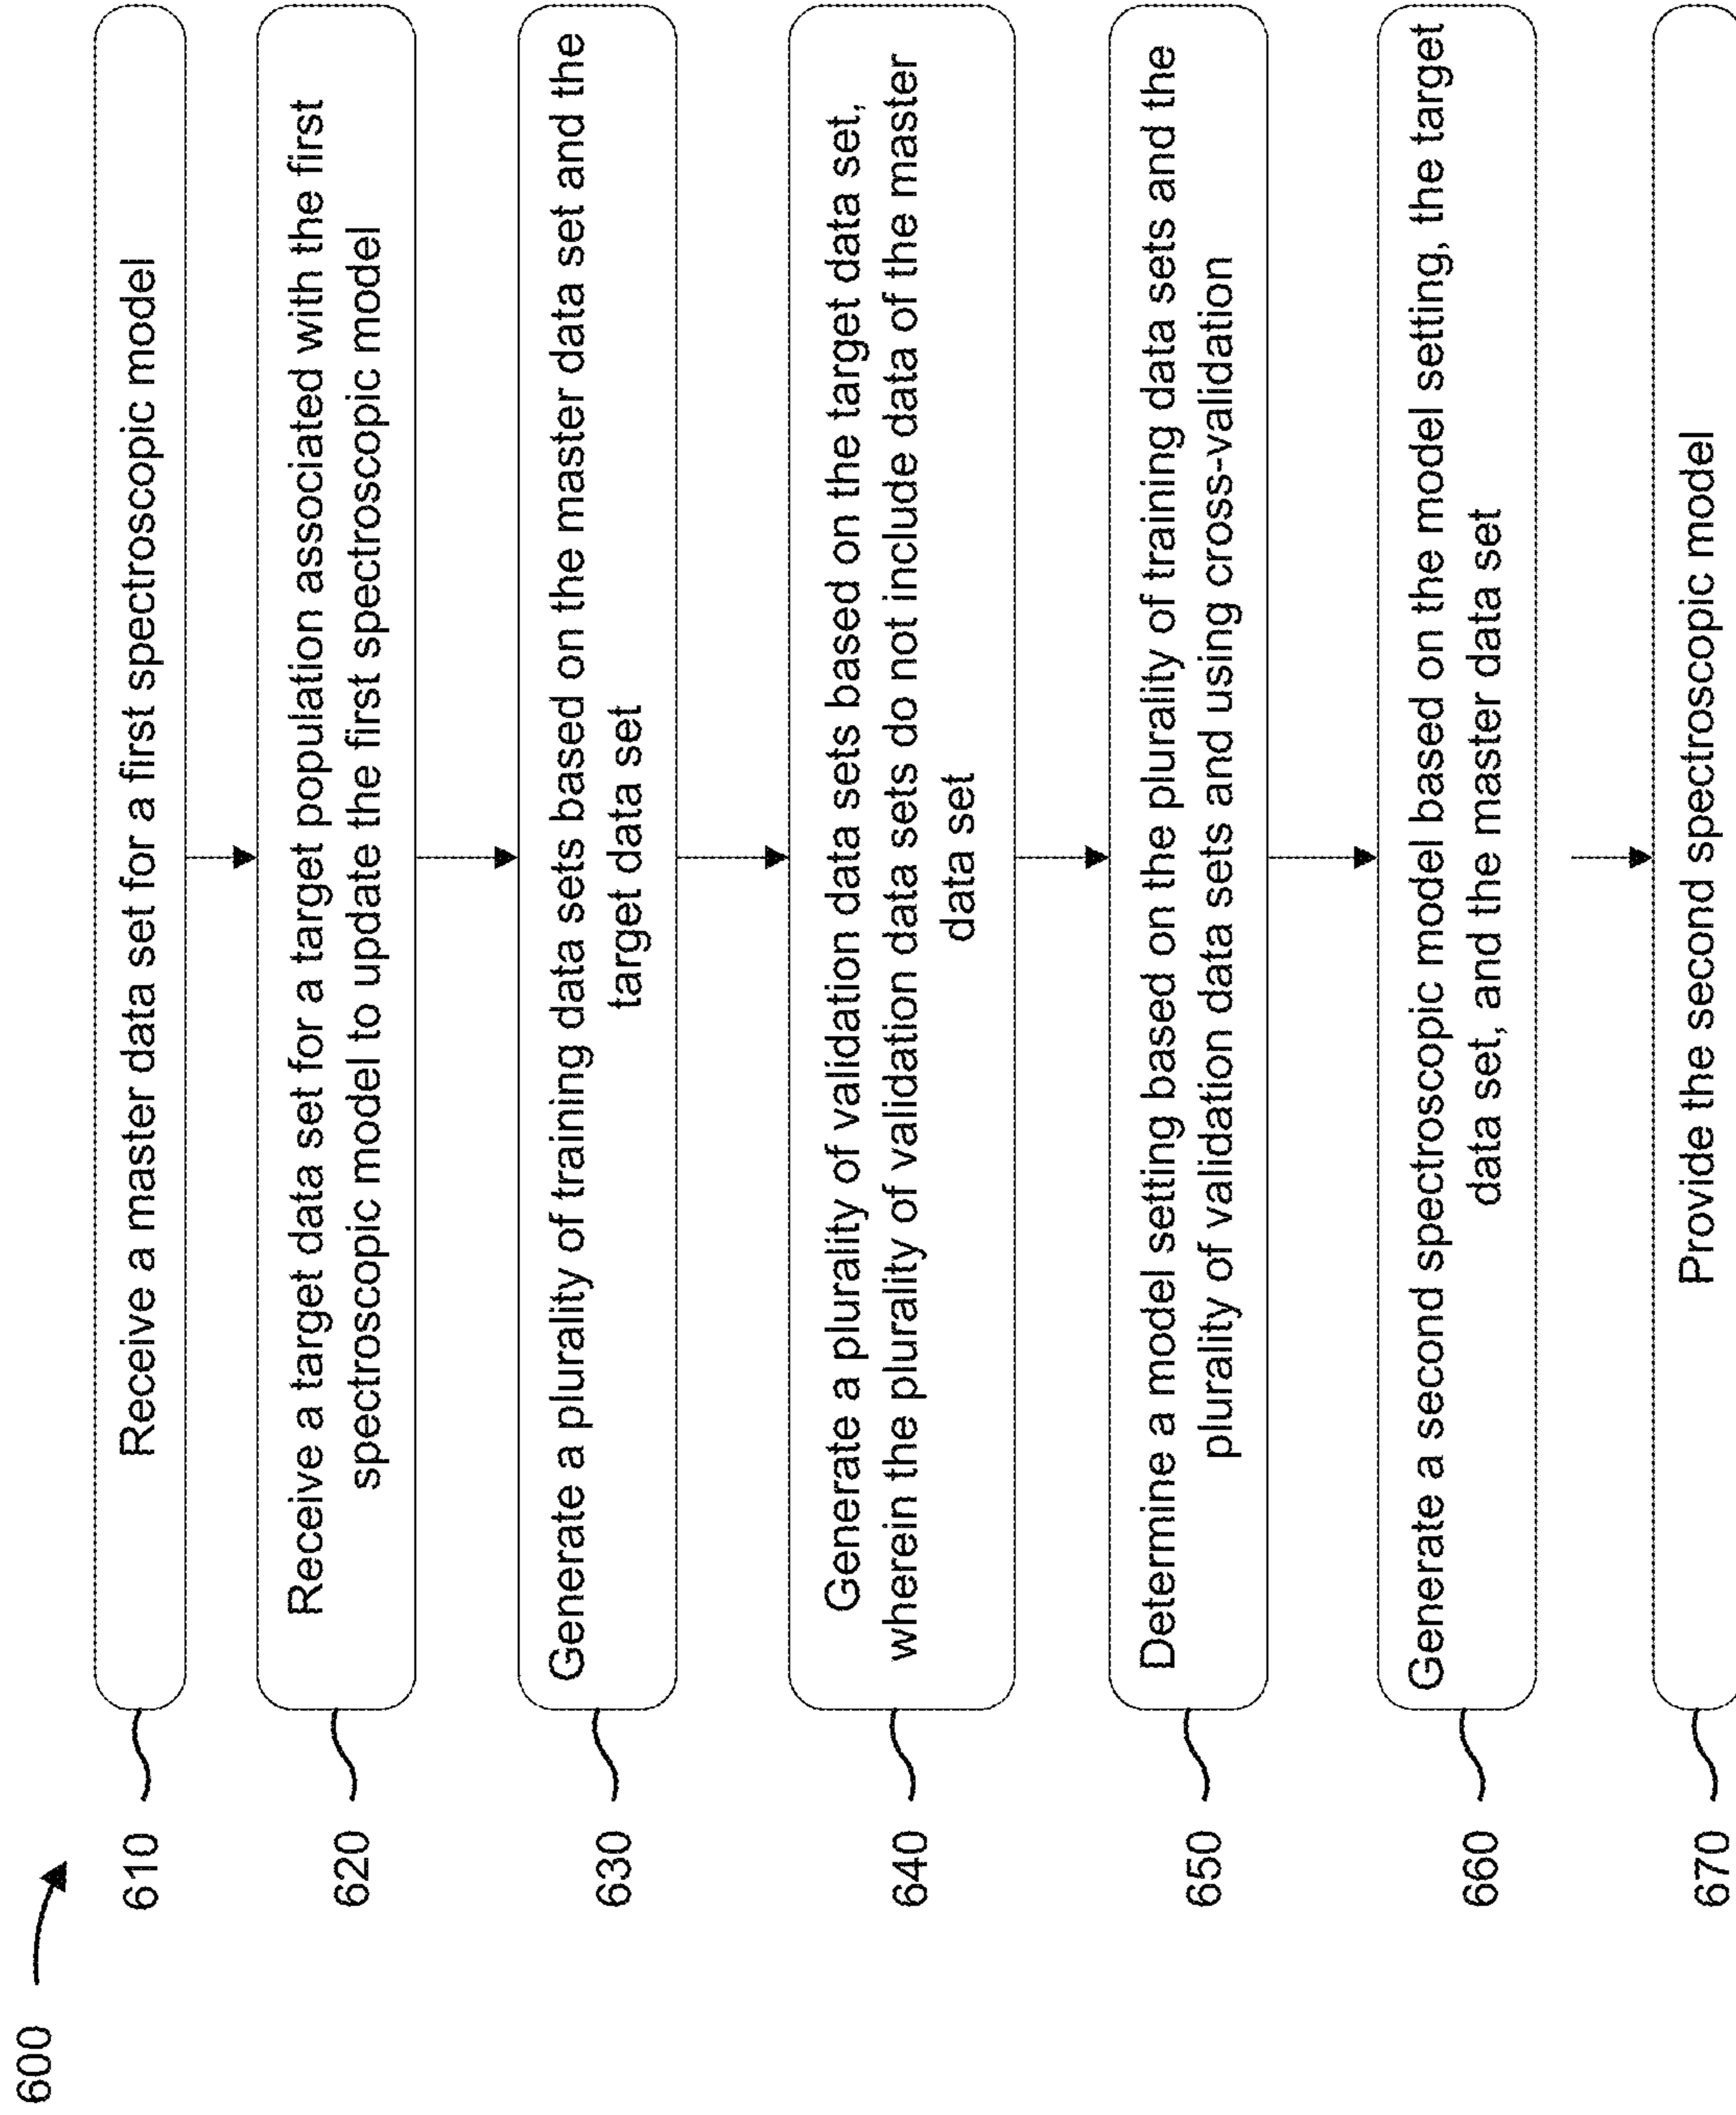 600
610
Receive a master data set for a first spectroscopic model
620
Receive a target data set for a target population associated with the first
spectroscopic model to update the first spectroscopic model
630
Generate a plurality of training data sets based on the master data set and the
target data set
640
Generate a plurality of validation data sets based on the target data set,
wherein the plurality of validation data sets do not include data of the master
data set
650
Determine a model setting based on the plurality of training data sets and the
plurality of validation data sets and using cross-validation
660
Generate a second spectroscopic model based on the model setting, the target
data set, and the master data set
670
Provide the second spectroscopic model